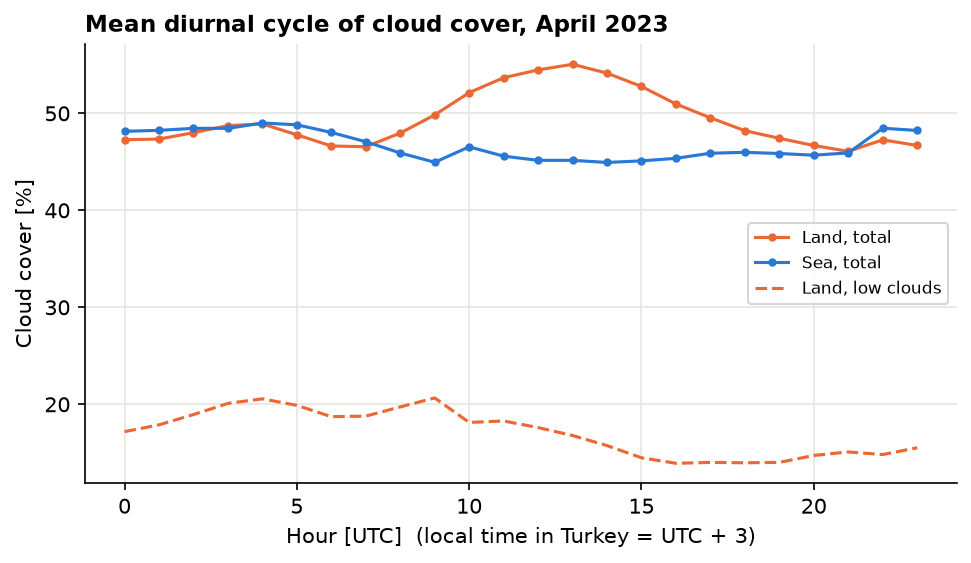 Mean diurnal cycle of cloud cover, April 2023
Cloud cover [%]
50
40
30
20
Land, total
Sea, total
Land, low clouds
0 5 10 15 20
Hour [UTC] (local time in Turkey = UTC + 3)